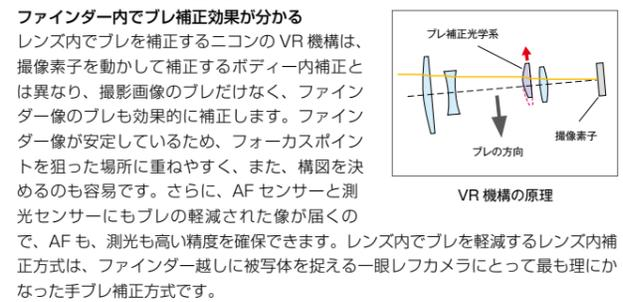 ファインダー内でブレ補正効果が分かる
レンズ内でブレを補正するニコンの VR 機構は、
撮像素子を動かして補正するボディー内補正と
は異なり、撮影画像のブレだけなく、ファイン
ダー像のブレも効果的に補正します。ファイン
ダー像が安定しているため、フォーカスポイン
トを狙った場所に重ねやすく、また、構図を決
めるのも容易です。さらに、AF センサーと測
光センサーにもブレの軽減された像が届くの
で、AF も、測光も高い精度を確保できます。レンズ内でブレを軽減するレンズ内補
正方式は、ファインダー越しに被写体を捉える一眼レフカメラにとって最も理にか
なった手ブレ補正方式です。
ブレ補正光学系
撮像素子
ブレの方向
VR 機構の原理